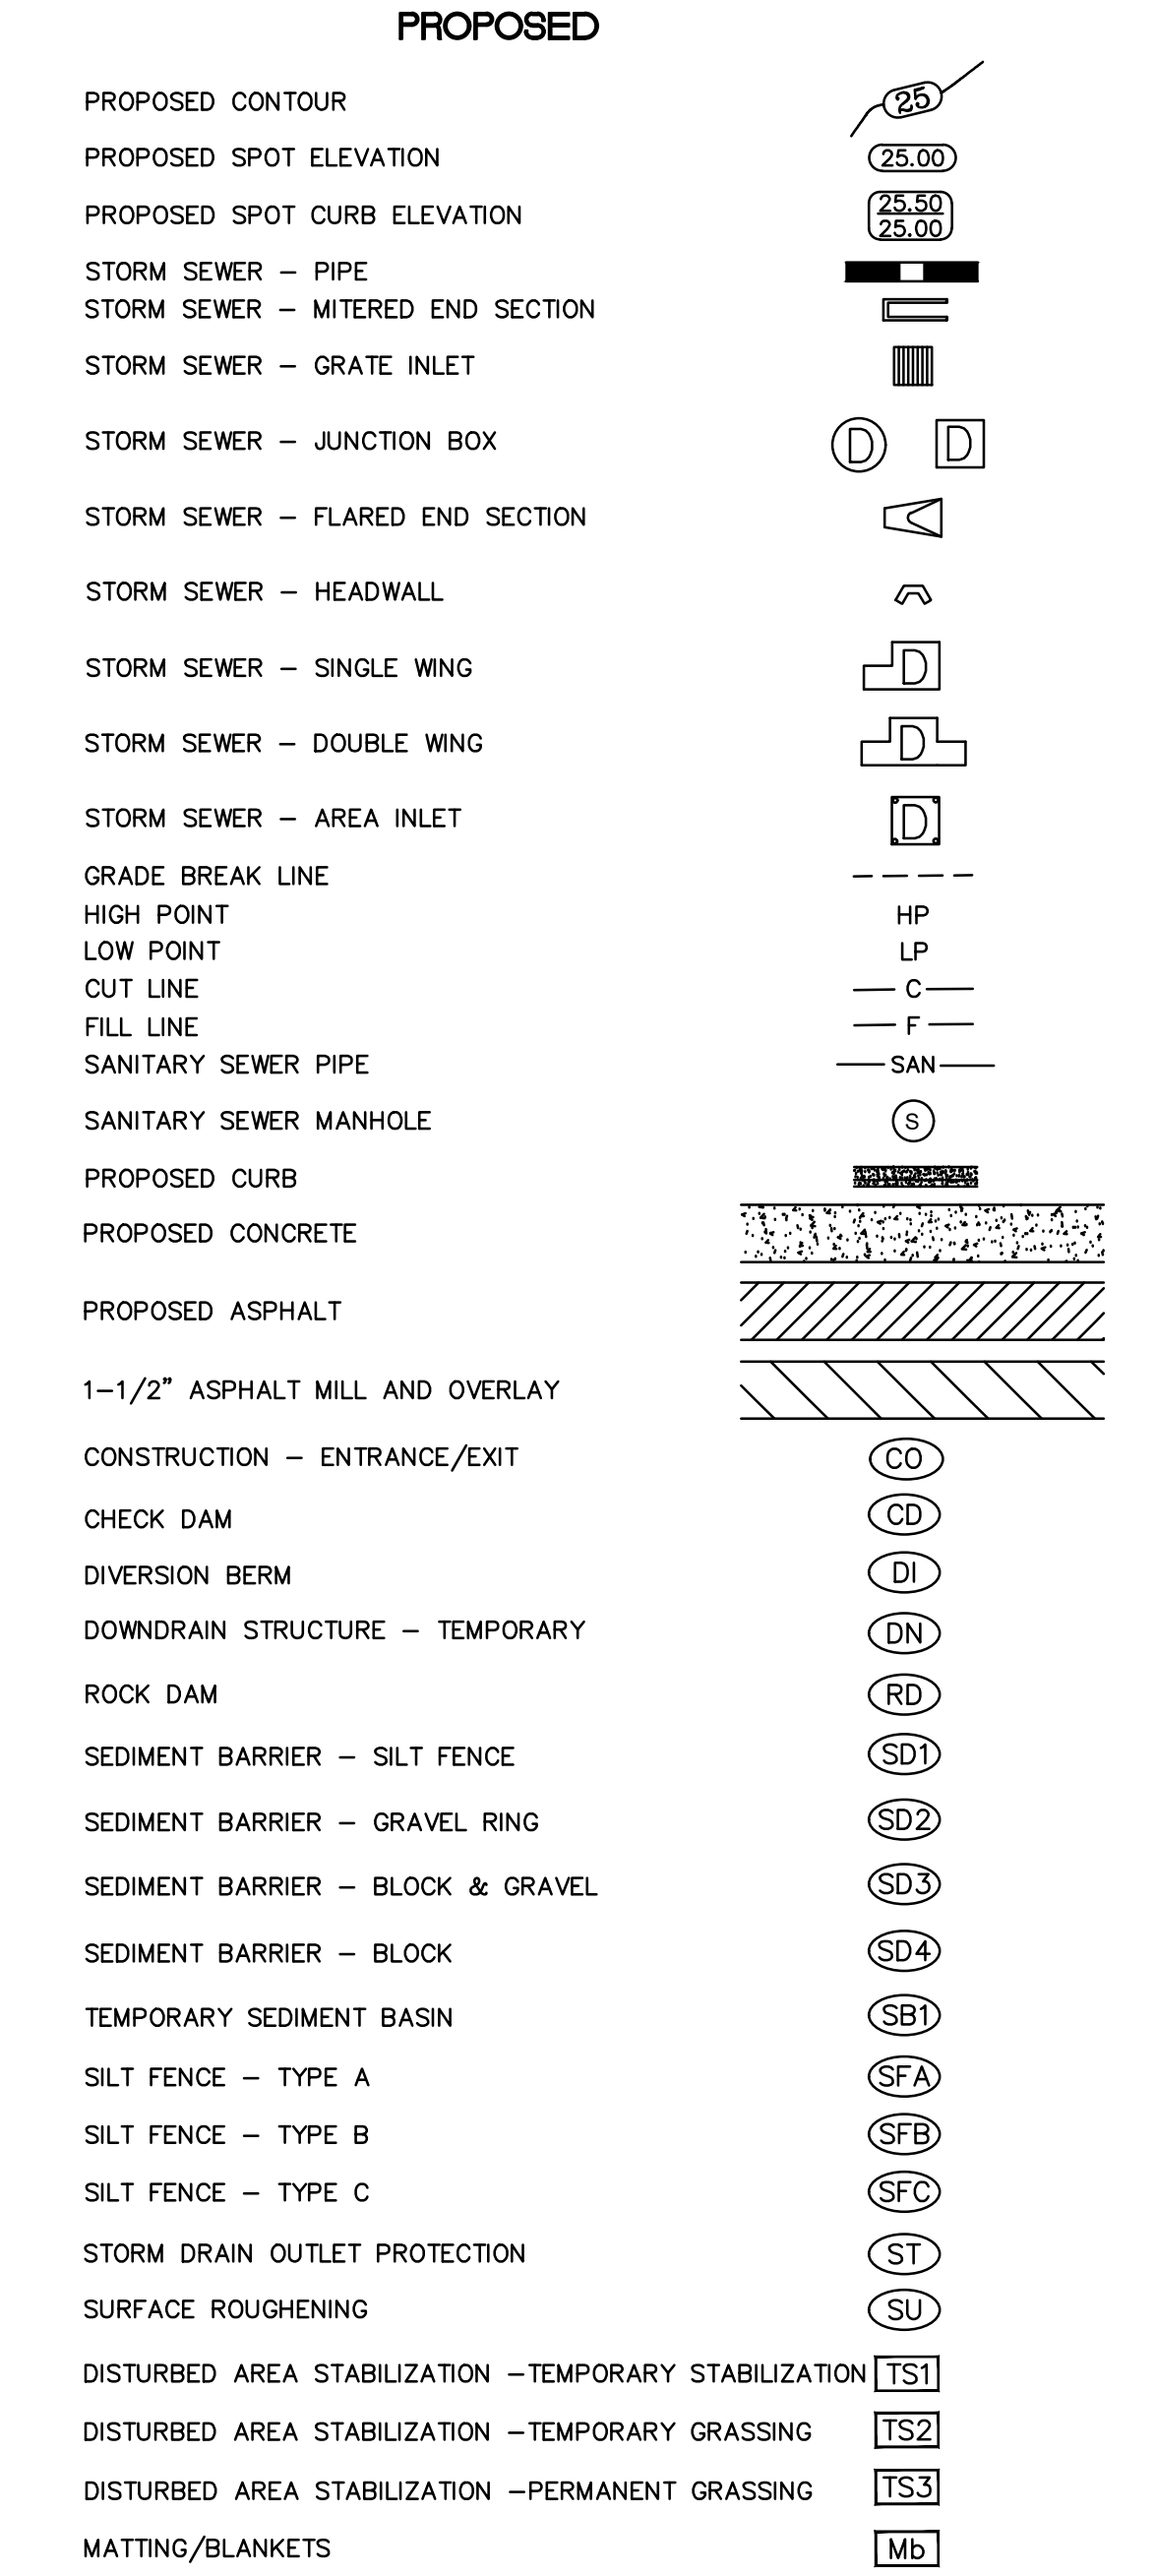 PROPOSED
PROPOSED CONTOUR 25
PROPOSED SPOT ELEVATION 25.00
PROPOSED SPOT CURB ELEVATION 25.50
25.00
STORM SEWER – PIPE
STORM SEWER – MITERED END SECTION
STORM SEWER – GRATE INLET
STORM SEWER – JUNCTION BOX D D
STORM SEWER – FLARED END SECTION
STORM SEWER – HEADWALL
STORM SEWER – SINGLE WING D
STORM SEWER – DOUBLE WING D
STORM SEWER – AREA INLET D
GRADE BREAK LINE
HIGH POINT HP
LOW POINT LP
CUT LINE C
FILL LINE F
SANITARY SEWER PIPE SAN
SANITARY SEWER MANHOLE S
PROPOSED CURB
PROPOSED CONCRETE
PROPOSED ASPHALT
1–1/2" ASPHALT MILL AND OVERLAY
CONSTRUCTION – ENTRANCE/EXIT CO
CHECK DAM CD
DIVERSION BERM DI
DOWNDRAIN STRUCTURE – TEMPORARY DN
ROCK DAM RD
SEDIMENT BARRIER – SILT FENCE SD1
SEDIMENT BARRIER – GRAVEL RING SD2
SEDIMENT BARRIER – BLOCK & GRAVEL SD3
SEDIMENT BARRIER – BLOCK SD4
TEMPORARY SEDIMENT BASIN SB1
SILT FENCE – TYPE A SFA
SILT FENCE – TYPE B SFB
SILT FENCE – TYPE C SFC
STORM DRAIN OUTLET PROTECTION ST
SURFACE ROUGHENING SU
DISTURBED AREA STABILIZATION –TEMPORARY STABILIZATION TS1
DISTURBED AREA STABILIZATION –TEMPORARY GRASSING TS2
DISTURBED AREA STABILIZATION –PERMANENT GRASSING TS3
MATTING/BLANKETS Mb